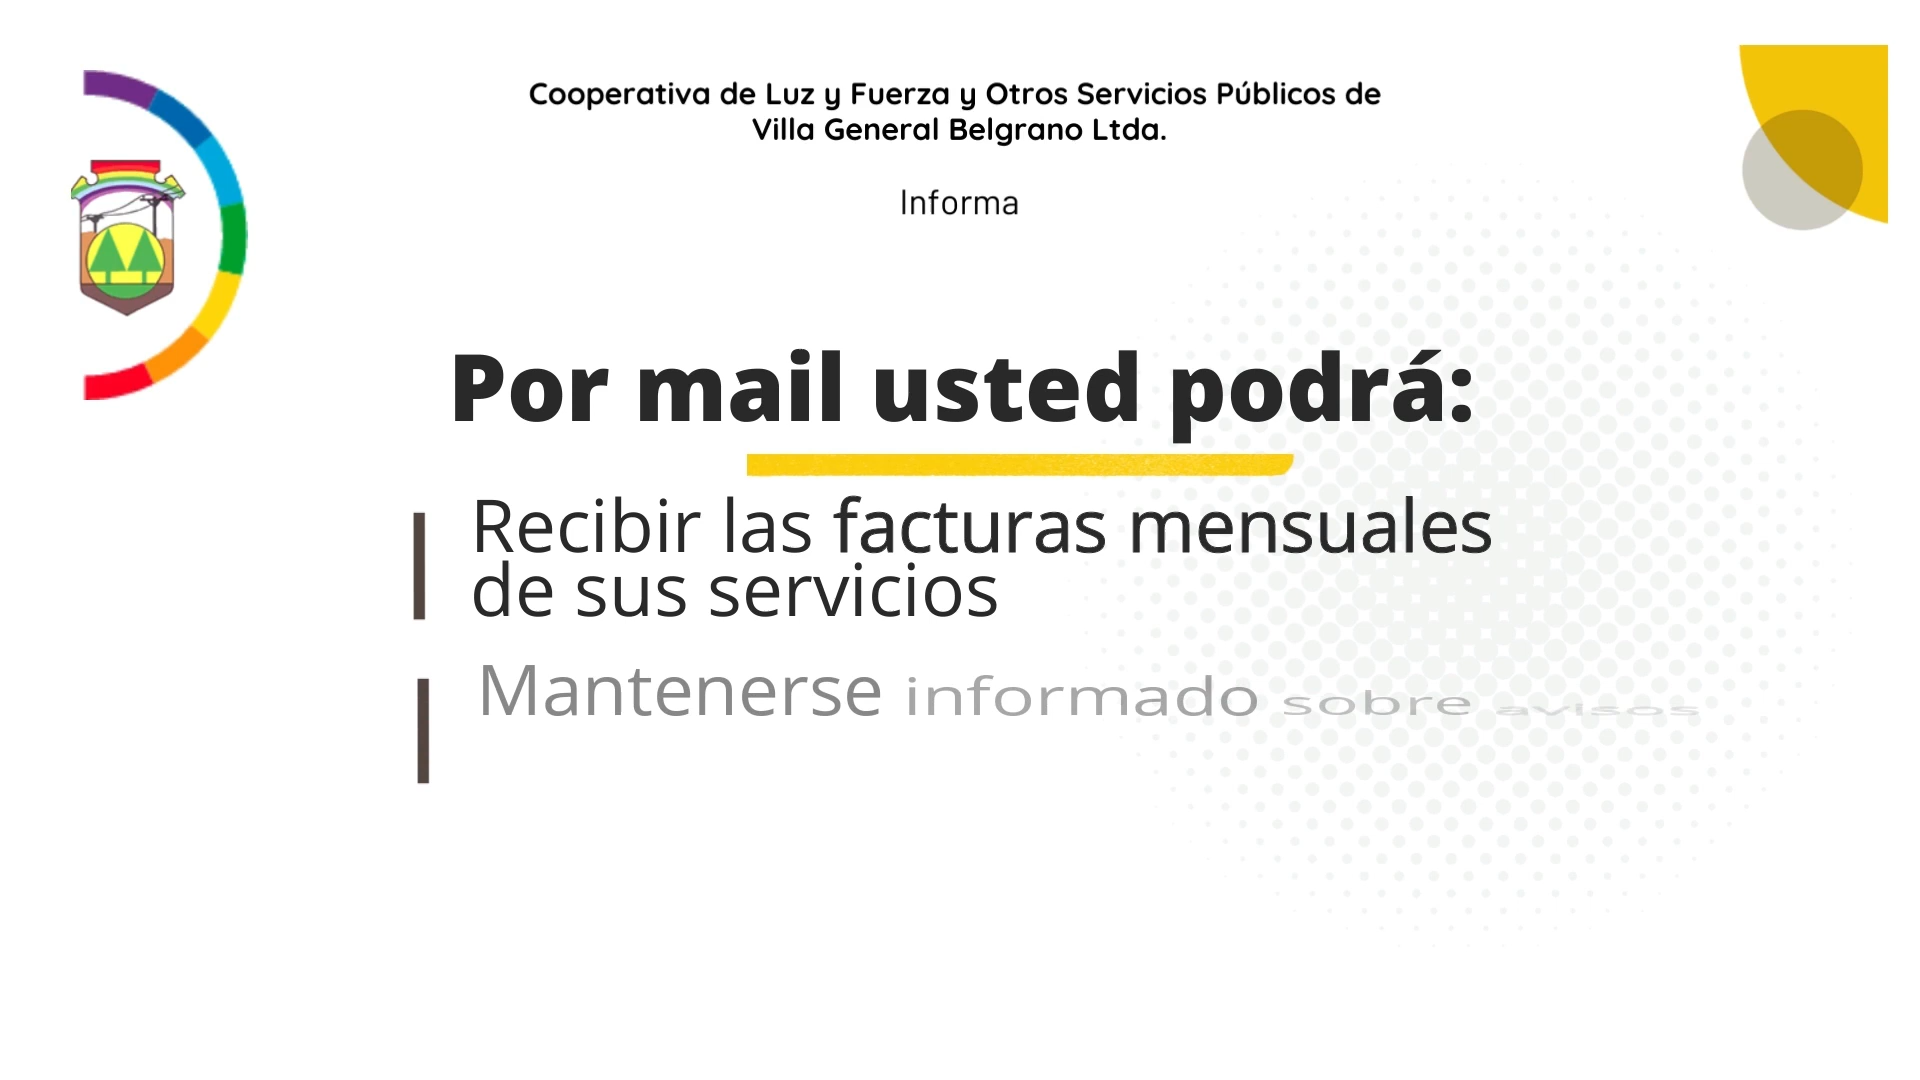 Cooperativa de Luz y Fuerza y Otros Servicios Públicos de
Villa General Belgrano Ltda.
Informa
Por mail usted podrá:
Recibir las facturas mensuales
de sus servicios
Mantenerse informado sobre avisos